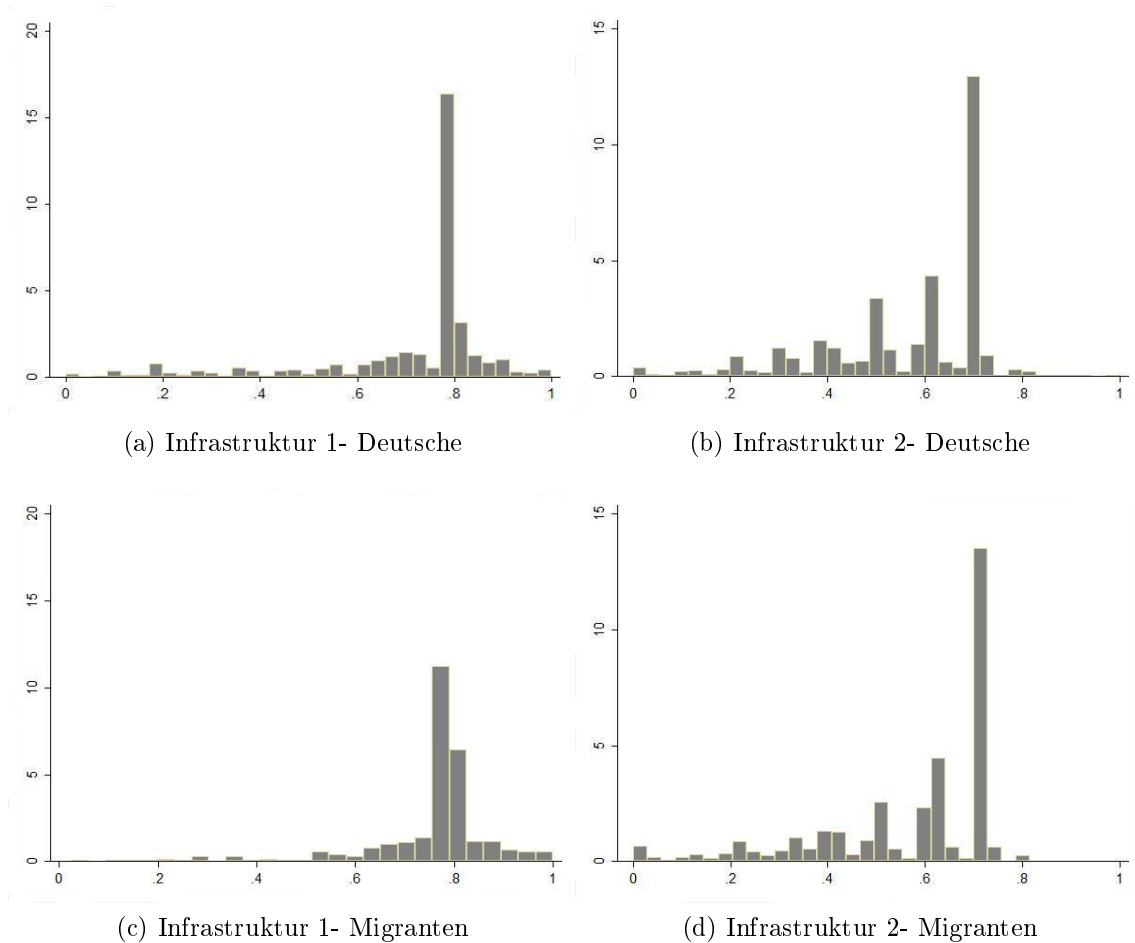 20
15
10
5
0
0 .2 .4 .6 .8 1
(a) Infrastruktur 1- Deutsche
15
10
5
0
0 .2 .4 .6 .8 1
(b) Infrastruktur 2- Deutsche
20
15
10
5
0
0 .2 .4 .6 .8 1
(c) Infrastruktur 1- Migranten
15
10
5
0
0 .2 .4 .6 .8 1
(d) Infrastruktur 2- Migranten